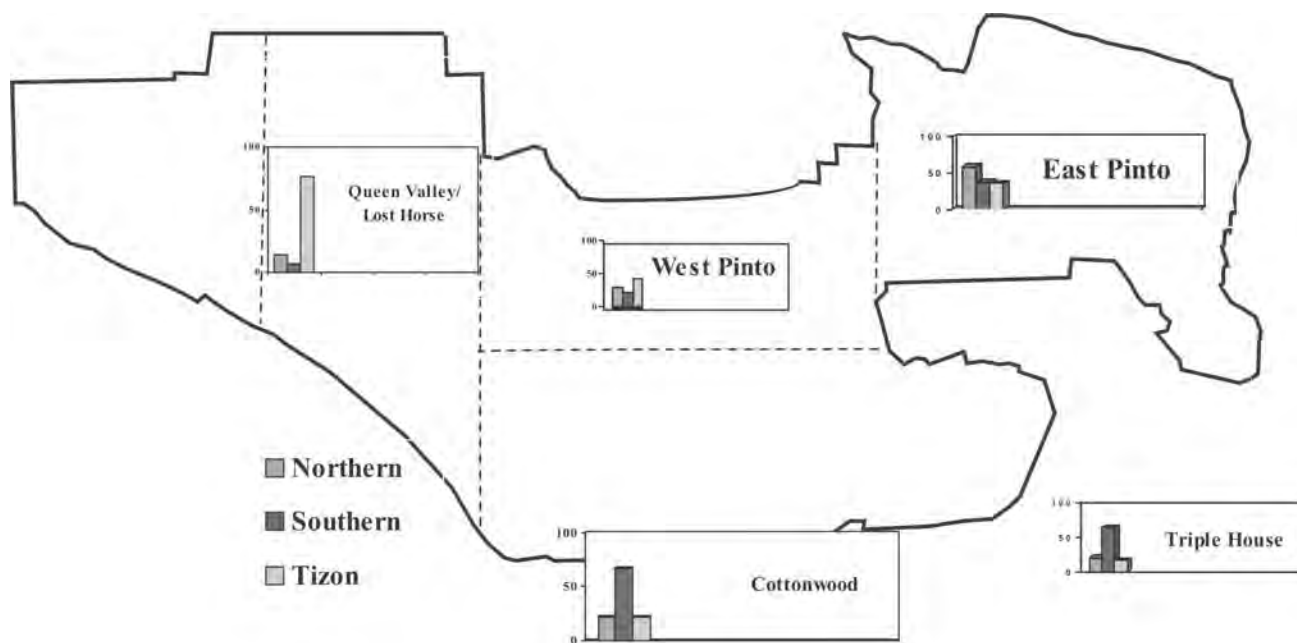 100
50
0
Queen Valley/
Lost Horse
100
50
0
West Pinto
100
50
0
East Pinto
Northern
Southern
Tizon
100
50
0
Cottonwood
100
50
0
Triple House